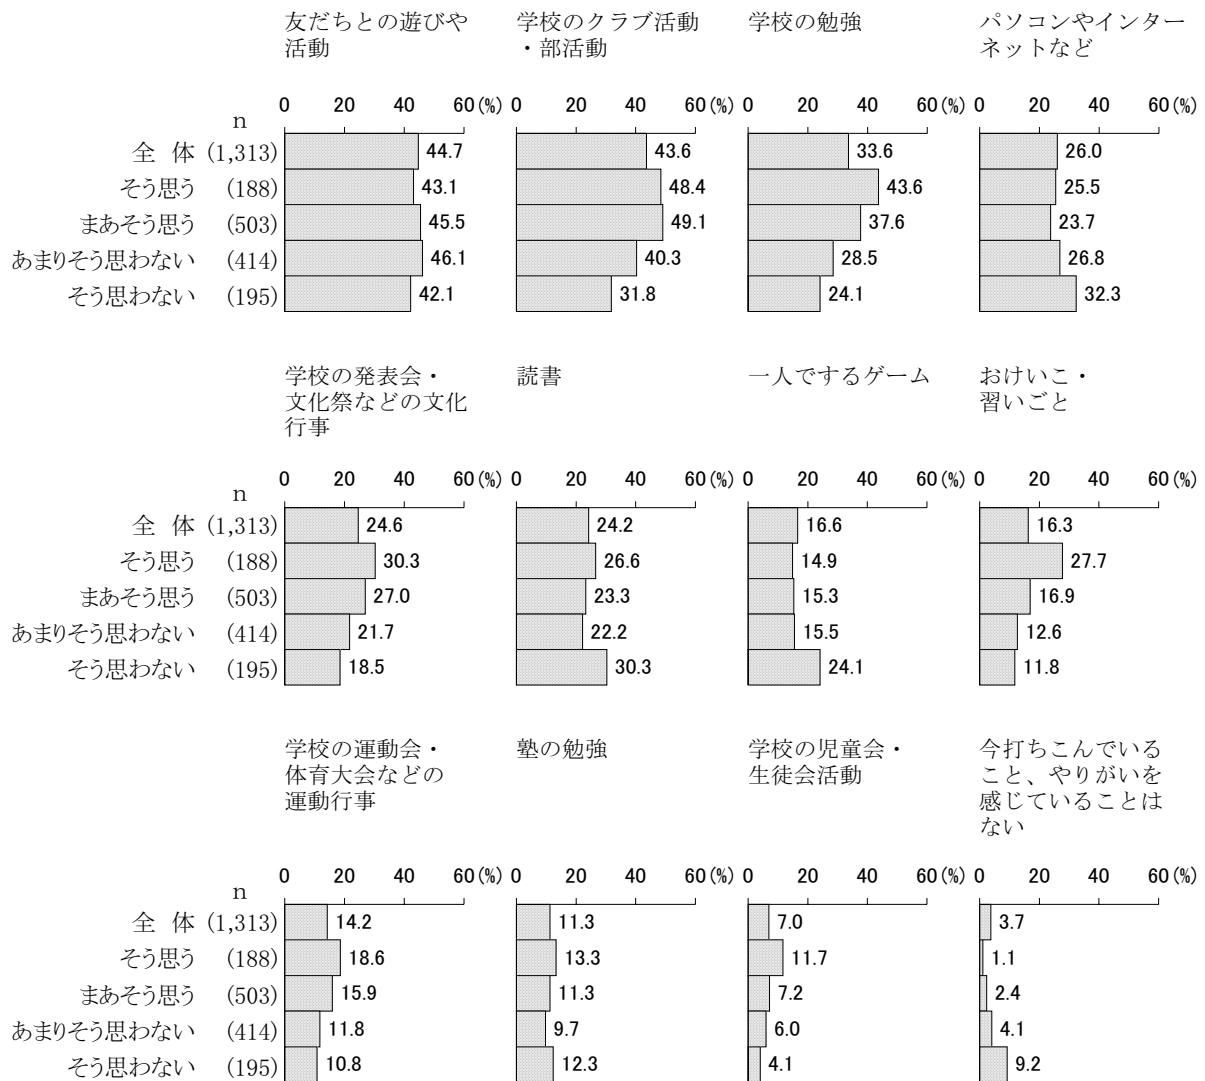 友だちとの遊びや 学校のクラブ活動 学校の勉強 パソコンやインター
活動 ・部活動 ネットなど
0 20 40 60(%) 0 20 40 60(%) 0 20 40 60(%) 0 20 40 60(%)
n
全 体 (1,313) 44.7 43.6 33.6 26.0
そう思う (188) 43.1 48.4 43.6 25.5
まあそう思う (503) 45.5 49.1 37.6 23.7
あまりそう思わない (414) 46.1 40.3 28.5 26.8
そう思わない (195) 42.1 31.8 24.1 32.3
学校の発表会・ 読書 一人でするゲーム おけいこ・
文化祭などの文化 習いごと
行事
0 20 40 60(%) 0 20 40 60(%) 0 20 40 60(%) 0 20 40 60(%)
n
全 体 (1,313) 24.6 24.2 16.6 16.3
そう思う (188) 30.3 26.6 14.9 27.7
まあそう思う (503) 27.0 23.3 15.3 16.9
あまりそう思わない (414) 21.7 22.2 15.5 12.6
そう思わない (195) 18.5 30.3 24.1 11.8
学校の運動会・ 塾の勉強 学校の児童会・ 今打ちこんでいる
体育大会などの 生徒会活動 こと、やりがいを
運動行事 感じていることは
ない
0 20 40 60(%) 0 20 40 60(%) 0 20 40 60(%) 0 20 40 60(%)
n
全 体 (1,313) 14.2 11.3 7.0 3.7
そう思う (188) 18.6 13.3 11.7 1.1
まあそう思う (503) 15.9 11.3 7.2 2.4
あまりそう思わない (414) 11.8 9.7 6.0 4.1
そう思わない (195) 10.8 12.3 4.1 9.2